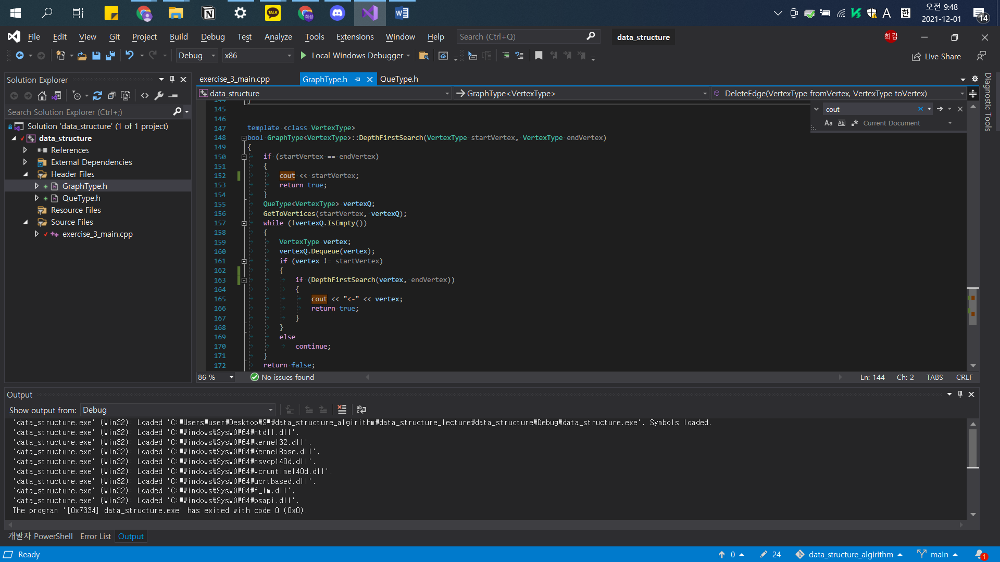 TALK
희성
오전 9:48
2021-12-01
A
한
14
File Edit View Git Project Build Debug Test Analyze Tools Extensions Window Help
Search (Ctrl+Q)
data_structure
희김
Debug
x86
Local Windows Debugger
Live Share
Solution Explorer
Search Solution Explorer (Ctrl+;)
Solution 'data_structure' (1 of 1 project)
data_structure
References
External Dependencies
Header Files
GraphType.h
QueType.h
Resource Files
Source Files
exercise_3_main.cpp
exercise_3_main.cpp GraphType.h QueType.h
data_structure GraphType<VertexType> DeleteEdge(VertexType fromVertex, VertexType toVertex)
cout
Aa Abl Current Document
Diagnostic Tools
144 }
145
146
147 template <class VertexType>
148 bool GraphType<VertexType>::DepthFirstSearch(VertexType startVertex, VertexType endVertex)
149 {
150 if (startVertex == endVertex)
151 {
152 cout << startVertex;
153 return true;
154 }
155 QueType<VertexType> vertexQ;
156 GetToVertices(startVertex, vertexQ);
157 while (!vertexQ.IsEmpty())
158 {
159 VertexType vertex;
160 vertexQ.Dequeue(vertex);
161 if (vertex != startVertex)
162 {
163 if (DepthFirstSearch(vertex, endVertex))
164 {
165 cout << "<-" << vertex;
166 return true;
167 }
168 }
169 else
170 continue;
171 }
172 return false;
86 % No issues found Ln: 144 Ch: 2 TABS CRLF
Output
Show output from: Debug
'data_structure.exe' (Win32): Loaded 'C:₩Users₩user₩Desktop₩SW₩data_structure_algirithm₩data_structure_lecture₩data_structure₩Debug₩data_structure.exe'. Symbols loaded.
'data_structure.exe' (Win32): Loaded 'C:₩Windows₩SysWOW64₩ntdll.dll'.
'data_structure.exe' (Win32): Loaded 'C:₩Windows₩SysWOW64₩kernel32.dll'.
'data_structure.exe' (Win32): Loaded 'C:₩Windows₩SysWOW64₩KernelBase.dll'.
'data_structure.exe' (Win32): Loaded 'C:₩Windows₩SysWOW64₩msvcp140d.dll'.
'data_structure.exe' (Win32): Loaded 'C:₩Windows₩SysWOW64₩vcruntime140d.dll'.
'data_structure.exe' (Win32): Loaded 'C:₩Windows₩SysWOW64₩ucrtbased.dll'.
'data_structure.exe' (Win32): Loaded 'C:₩Windows₩SysWOW64₩f_im.dll'.
'data_structure.exe' (Win32): Loaded 'C:₩Windows₩SysWOW64₩psapi.dll'.
The program '[0x7334] data_structure.exe' has exited with code 0 (0x0).
개발자 PowerShell Error List Output
Ready 0 24 data_structure_algirithm main 1